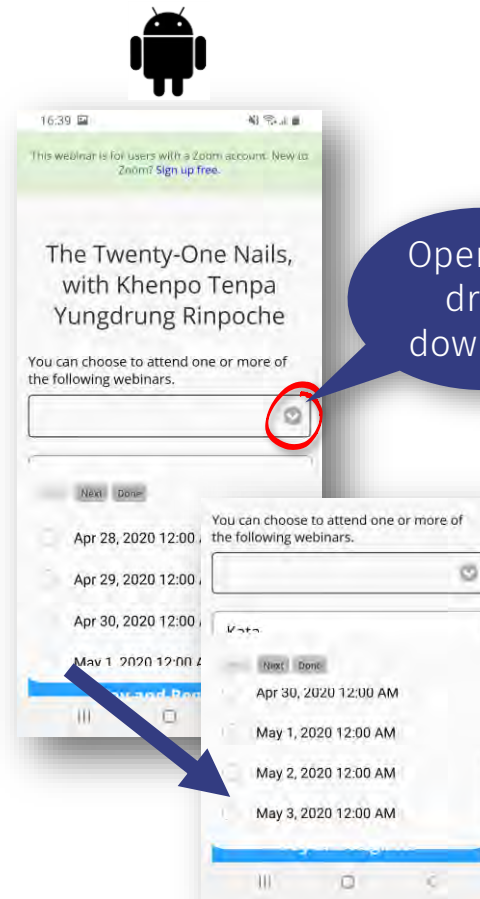 16:39
This webinar is for users with a Zoom account. New to
Zoom? Sign up free.
The Twenty-One Nails,
with Khenpo Tenpa
Yungdrung Rinpoche
You can choose to attend one or more of
the following webinars.
Next Done
Apr 28, 2020 12:00
Apr 29, 2020 12:00
Apr 30, 2020 12:00
May 1, 2020 12:00 A
and Reg
Oper
dr
dow
You can choose to attend one or more of
the following webinars.
Kata
Next Done
Apr 30, 2020 12:00 AM
May 1, 2020 12:00 AM
May 2, 2020 12:00 AM
May 3, 2020 12:00 AM